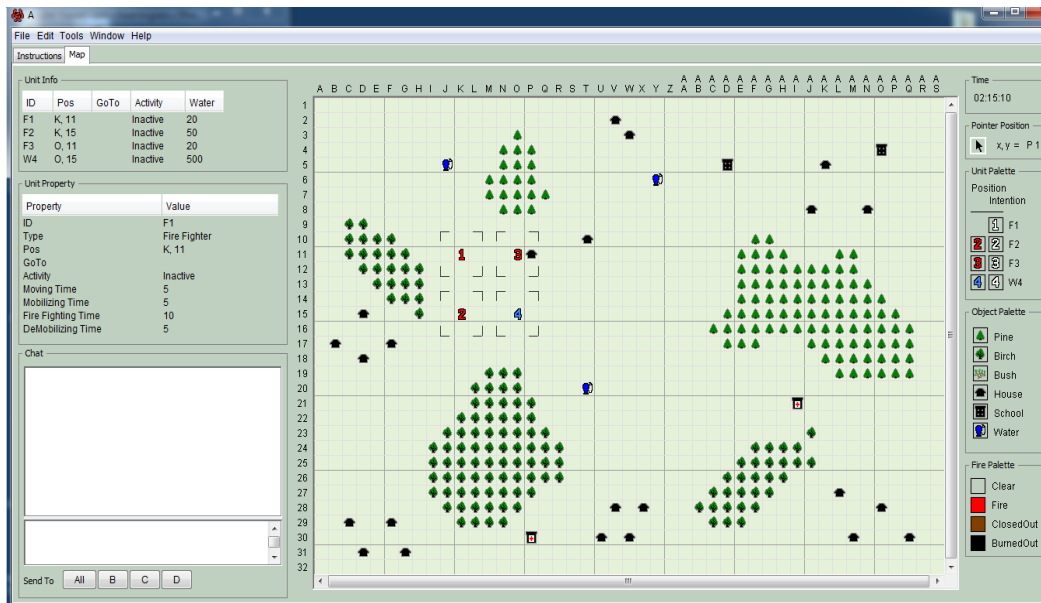 A
File Edit Tools Window Help
Instructions Map
Unit Info
ID Pos GoTo Activity Water
F1 K, 11 Inactive 20
F2 K, 15 Inactive 50
F3 O, 11 Inactive 20
W4 O, 15 Inactive 500
Unit Property
Property Value
ID F1
Type Fire Fighter
Pos K, 11
GoTo
Activity Inactive
Moving Time 5
Mobilizing Time 5
Fire Fighting Time 10
DeMobilizing Time 5
Chat
Send To All B C D
A A A A A A A A A A A A A A A A A A A
A B C D E F G H I J K L M N O P Q R S T U V W X Y Z A B C D E F G H I J K L M N O P Q R S
1
2
3
4
5
6
7
8
9
10
11 1 3
12
13
14
15 2 4
16
17
18
19
20
21
22
23
24
25
26
27
28
29
30
31
32
Time
02:15:10
Pointer Position
x,y = P 1
Unit Palette
Position
Intention
1 F1
2 2 F2
3 3 F3
4 4 W4
Object Palette
Pine
Birch
Bush
House
School
Water
Fire Palette
Clear
Fire
ClosedOut
BurnedOut